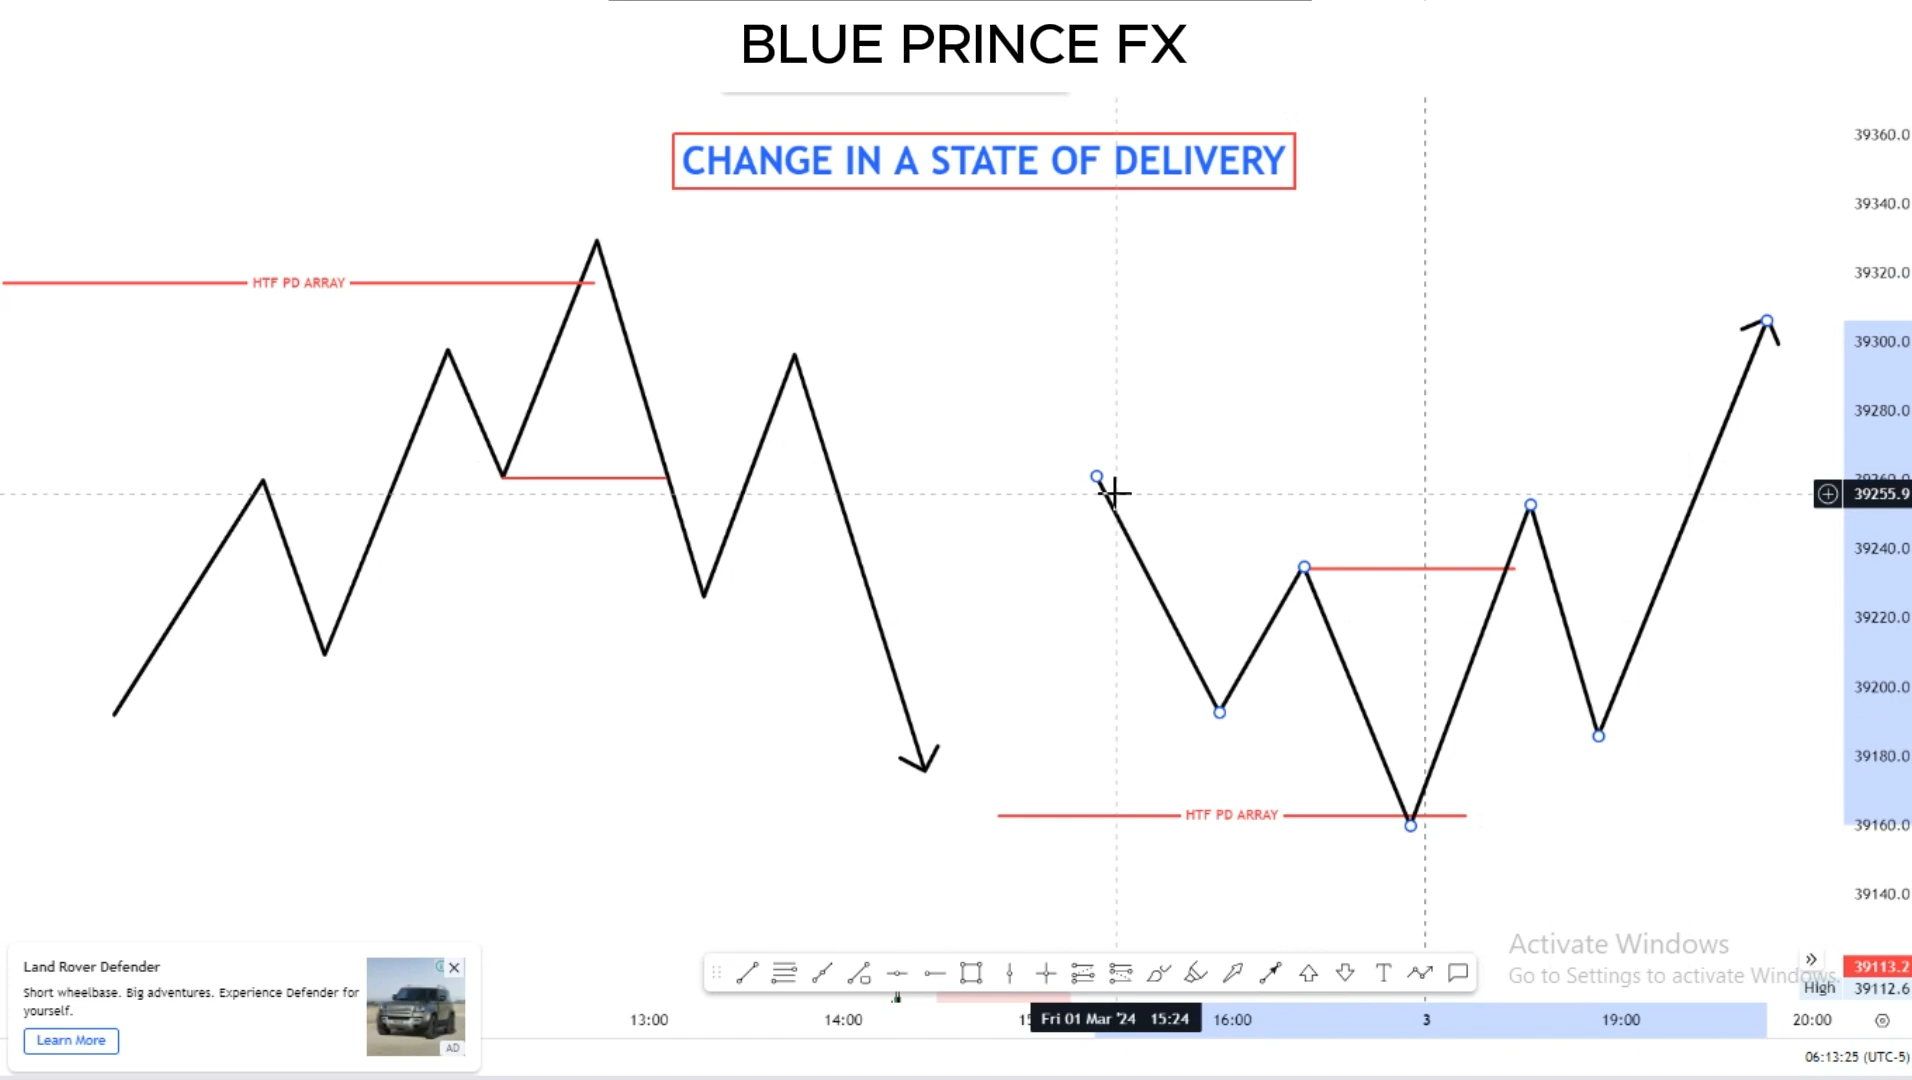 BLUE PRINCE FX
CHANGE IN A STATE OF DELIVERY
HTF PD ARRAY
HTF PD ARRAY
39360.0
39340.0
39320.0
39300.0
39280.0
39260.0
39255.9
39240.0
39220.0
39200.0
39180.0
39160.0
39140.0
39113.2
High 39112.6
Activate Windows
Go to Settings to activate Windows.
Land Rover Defender
Short wheelbase. Big adventures. Experience Defender for
yourself.
Learn More
AD
13:00 14:00 Fri 01 Mar '24 15:24 16:00 3 19:00 20:00
06:13:25 (UTC-5)